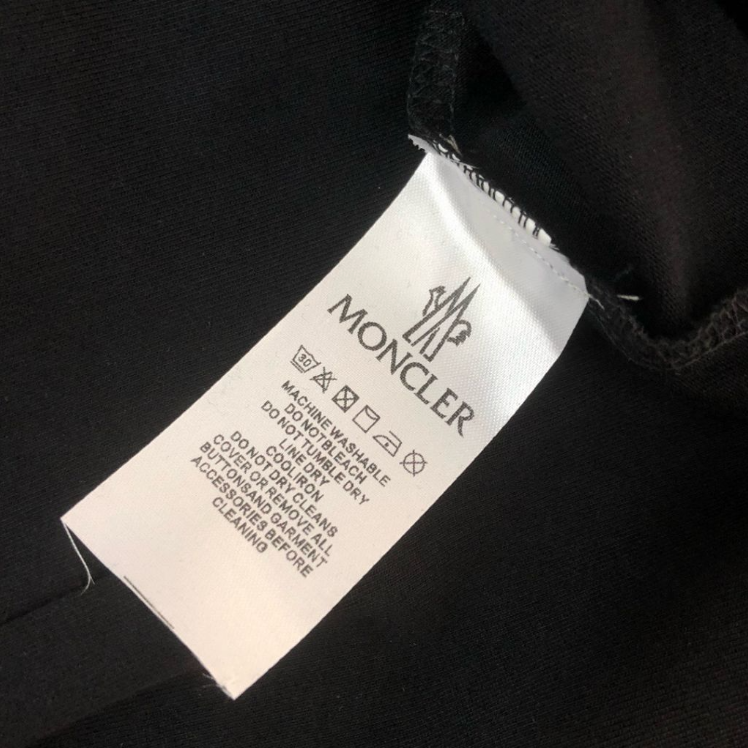 MONCLER
30
MACHINE WASHABLE
DO NOTBLEACH
DO NOT TUMBLE DRY
LINE DRY
COOLIRON
DO NOT DRY CLEANS
COVER OR REMOVE ALL
BUTTONSAND GARMENT
ACCESSORIES BEFORE
CLEANING